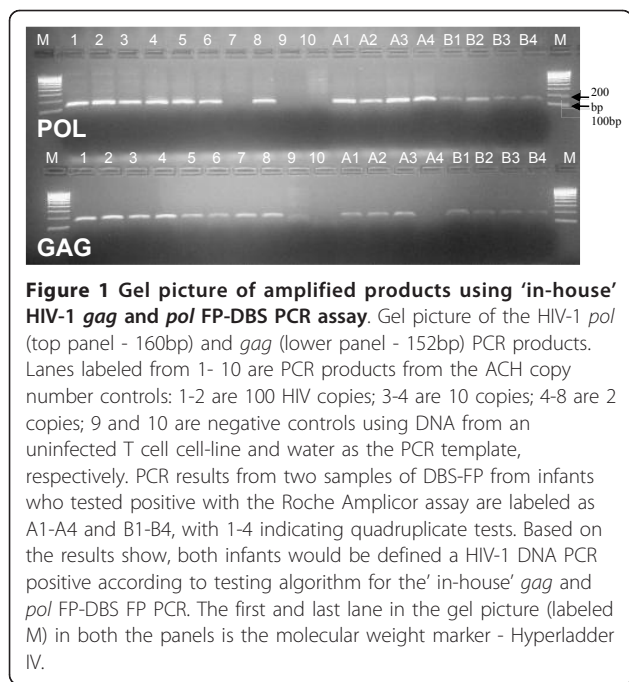 M 1 2 3 4 5 6 7 8 9 10 A1 A2 A3 A4 B1 B2 B3 B4 M
200
bp
100bp
POL
M 1 2 3 4 5 6 7 8 9 10 A1 A2 A3 A4 B1 B2 B3 B4 M
GAG
Figure 1 Gel picture of amplified products using ‘in-house’
HIV-1 gag and pol FP-DBS PCR assay. Gel picture of the HIV-1 pol
(top panel - 160bp) and gag (lower panel - 152bp) PCR products.
Lanes labeled from 1- 10 are PCR products from the ACH copy
number controls: 1-2 are 100 HIV copies; 3-4 are 10 copies; 4-8 are 2
copies; 9 and 10 are negative controls using DNA from an
uninfected T cell cell-line and water as the PCR template,
respectively. PCR results from two samples of DBS-FP from infants
who tested positive with the Roche Amplicor assay are labeled as
A1-A4 and B1-B4, with 1-4 indicating quadruplicate tests. Based on
the results show, both infants would be defined a HIV-1 DNA PCR
positive according to testing algorithm for the’ in-house’ gag and
pol FP-DBS FP PCR. The first and last lane in the gel picture (labeled
M) in both the panels is the molecular weight marker - Hyperladder
IV.